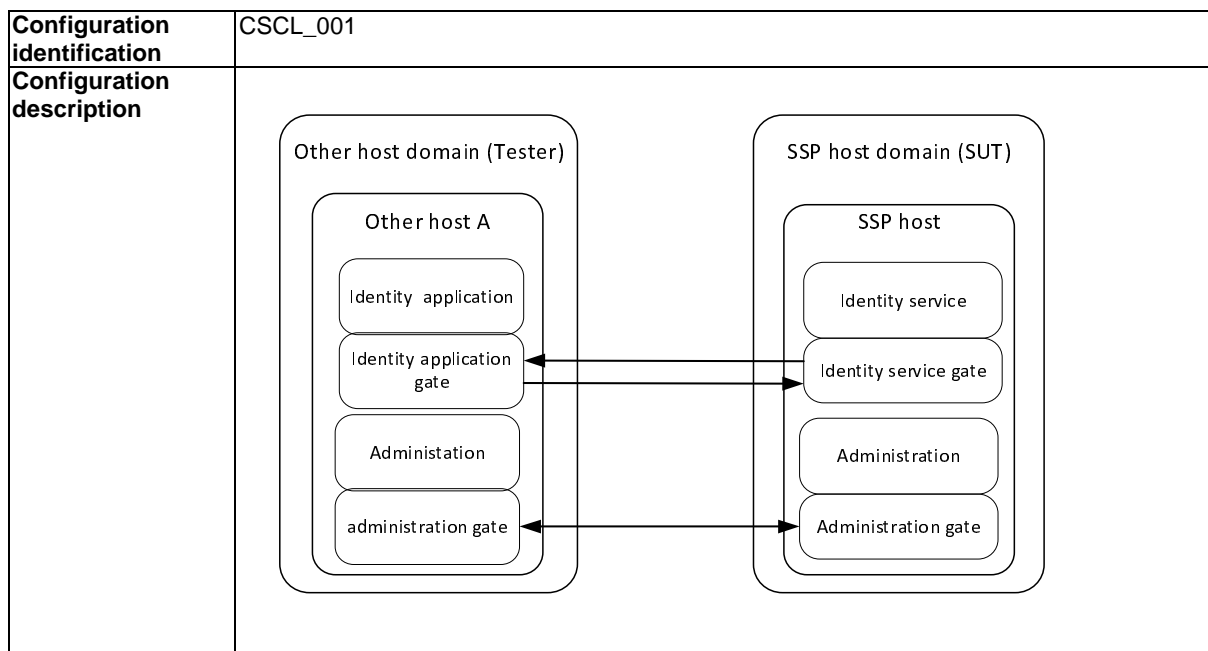 Configuration
identification
CSCL_001
Configuration
description
Other host domain (Tester)
Other host A
Identity application
Identity application
gate
Administation
administration gate
SSP host domain (SUT)
SSP host
Identity service
Identity service gate
Administration
Administration gate